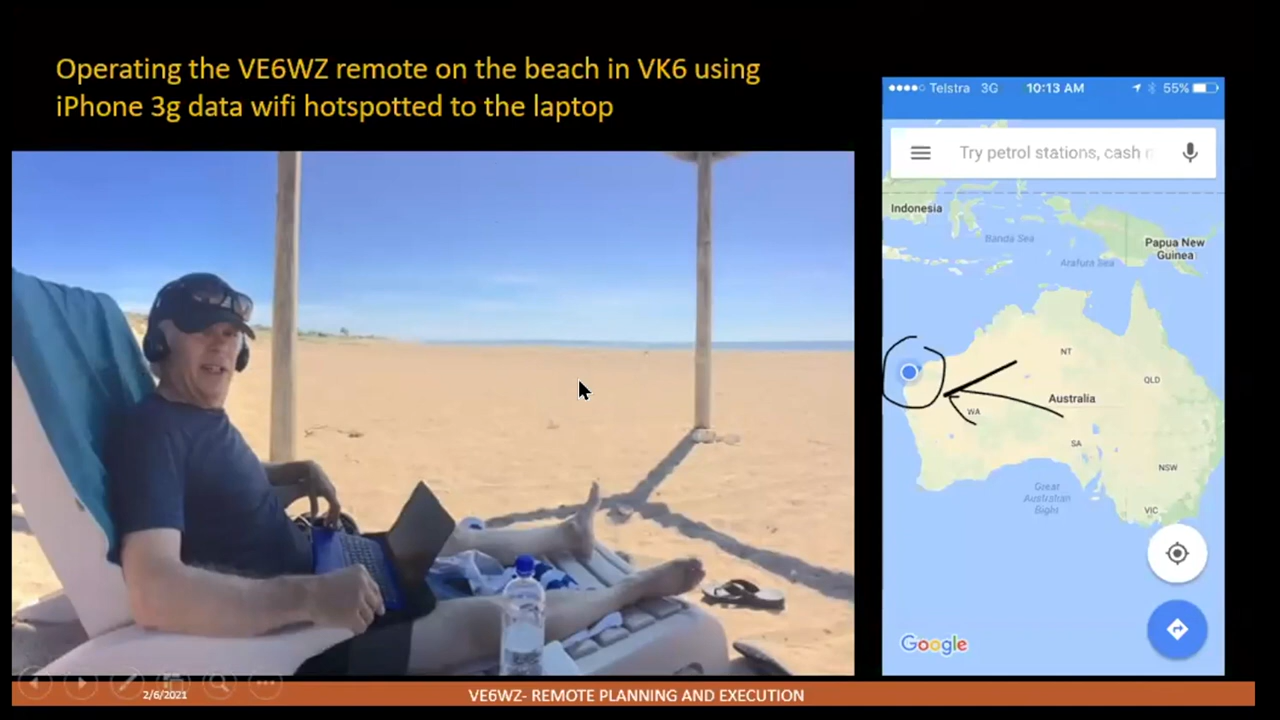 Operating the VE6WZ remote on the beach in VK6 using
iPhone 3g data wifi hotspotted to the laptop
Telstra 3G 10:13 AM 55%
Try petrol stations, cash
Indonesia
Banda Sea
Papua New
Guinea
Arafura Sea
NT
QLD
Australia
WA
SA
NSW
Great
Australian
Bight
VIC
Google
2/6/2021
VE6WZ- REMOTE PLANNING AND EXECUTION